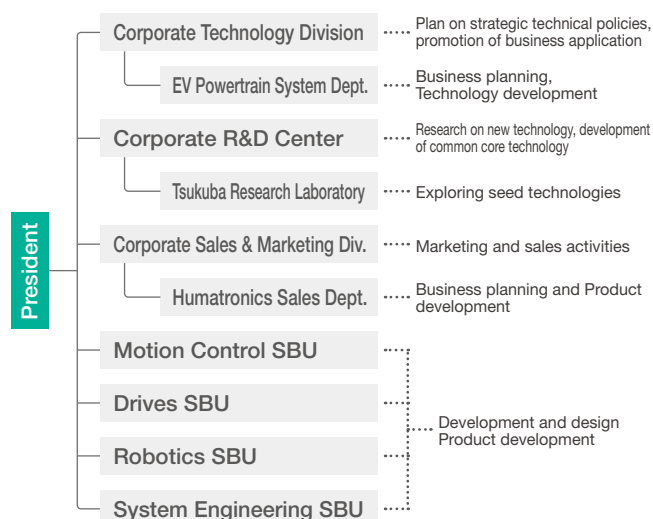 President
Corporate Technology Division
Plan on strategic technical policies,
promotion of business application
EV Powertrain System Dept.
Business planning,
Technology development
Corporate R&D Center
Research on new technology, development
of common core technology
Tsukuba Research Laboratory
Exploring seed technologies
Corporate Sales & Marketing Div.
Marketing and sales activities
Humatronics Sales Dept.
Business planning and Product
development
Motion Control SBU
Drives SBU
Robotics SBU
System Engineering SBU
Development and design
Product development